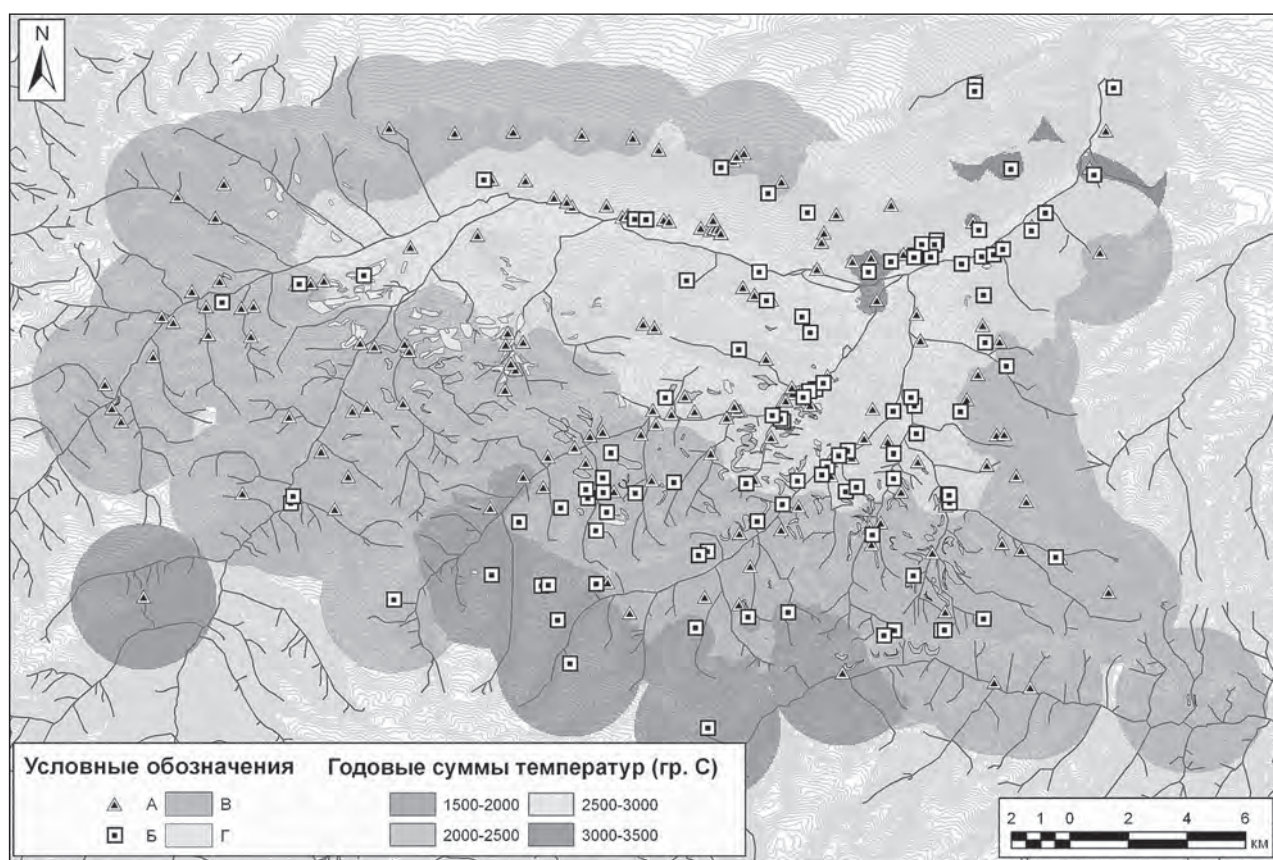 N
Условные обозначения
Годовые суммы температур (гр. С)
А В
Б Г
1500-2000 2500-3000
2000-2500 3000-3500
2 1 0 2 4 6
км